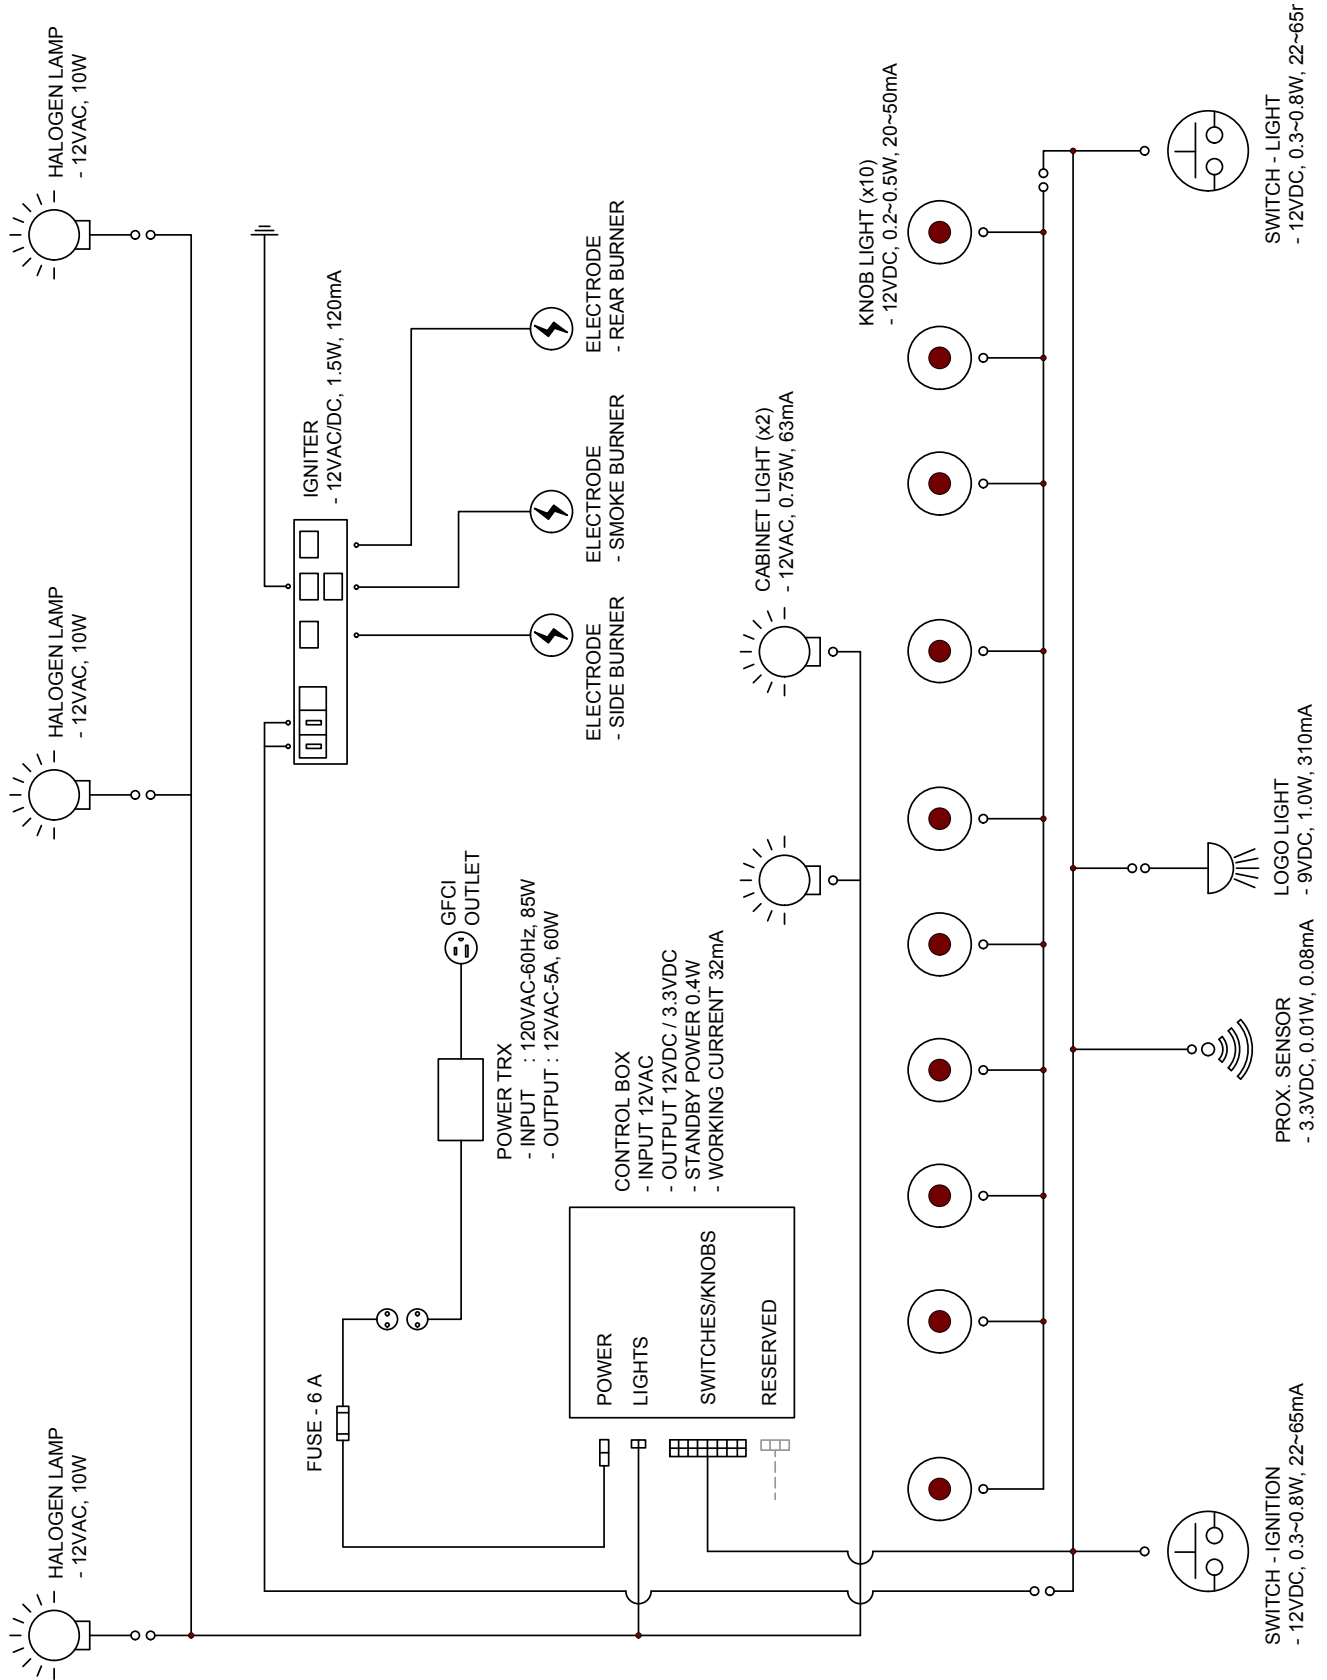 HALOGEN LAMP
- 12VAC, 10W
HALOGEN LAMP
- 12VAC, 10W
HALOGEN LAMP
- 12VAC, 10W
FUSE - 6 A
IGNITER
- 12VAC/DC, 1.5W, 120mA
GFCI
OUTLET
POWER TRX
- INPUT : 120VAC-60Hz, 85W
- OUTPUT : 12VAC-5A, 60W
ELECTRODE
- SIDE BURNER
ELECTRODE
- SMOKE BURNER
ELECTRODE
- REAR BURNER
CONTROL BOX
- INPUT 12VAC
- OUTPUT 12VDC / 3.3VDC
- STANDBY POWER 0.4W
- WORKING CURRENT 32mA
POWER
LIGHTS
SWITCHES/KNOBS
RESERVED
CABINET LIGHT (x2)
- 12VAC, 0.75W, 63mA
KNOB LIGHT (x10)
- 12VDC, 0.2~0.5W, 20~50mA
SWITCH - IGNITION
- 12VDC, 0.3~0.8W, 22~65mA
PROX. SENSOR
- 3.3VDC, 0.01W, 0.08mA
LOGO LIGHT
- 9VDC, 1.0W, 310mA
SWITCH - LIGHT
- 12VDC, 0.3~0.8W, 22~65